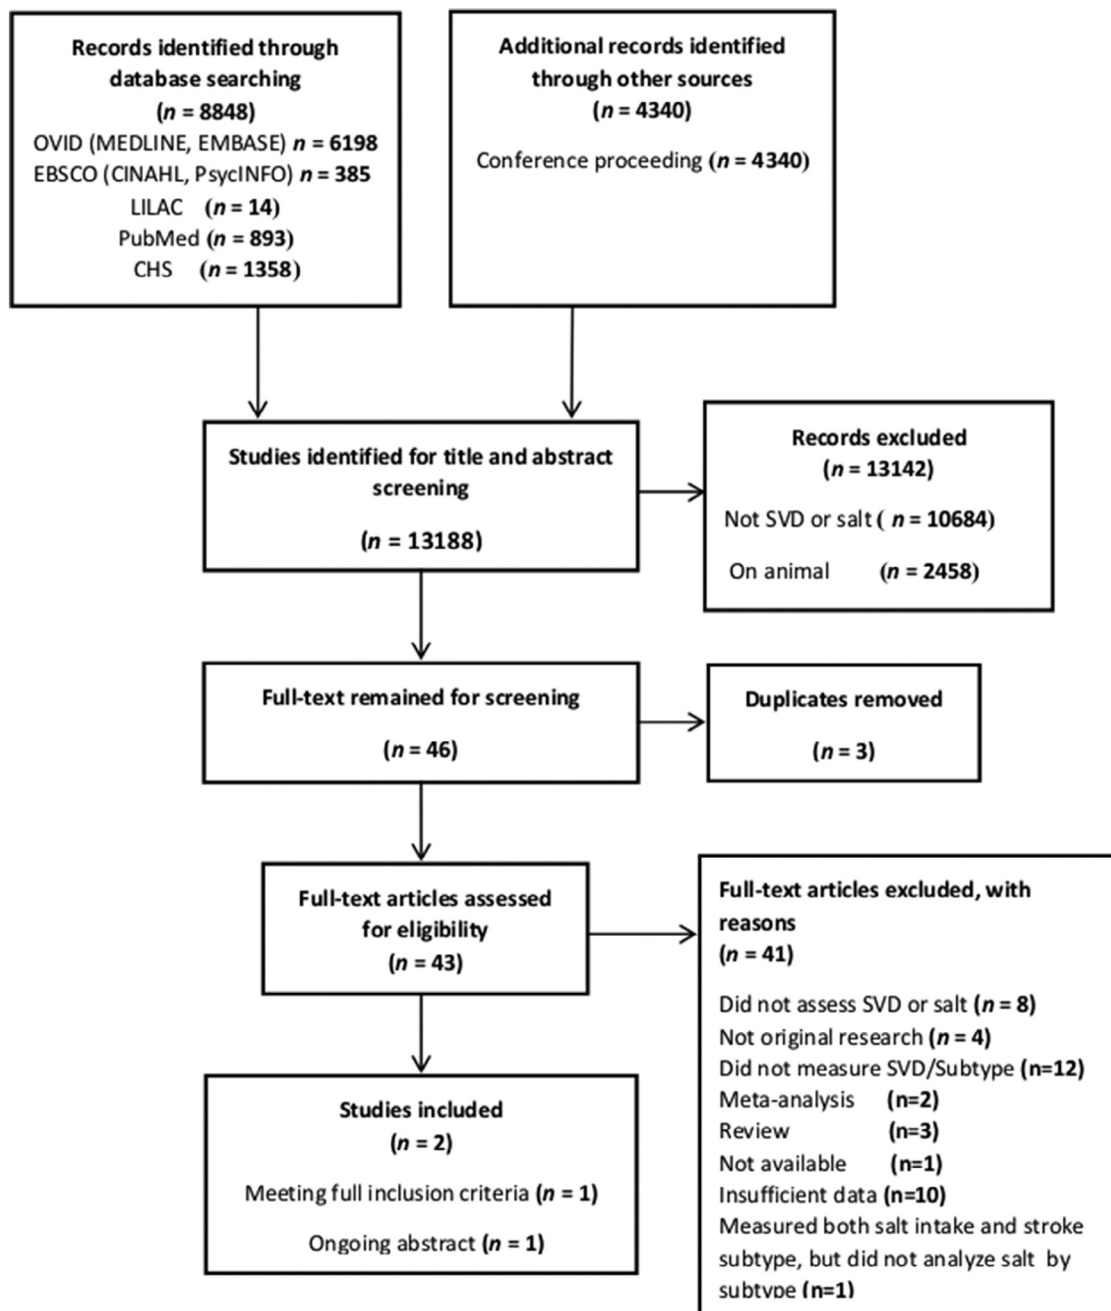 Records identified through
database searching
(n = 8848)
OVID (MEDLINE, EMBASE) n = 6198
EBSCO (CINAHL, PsycINFO) n = 385
LILAC (n = 14)
PubMed (n = 893)
CHS (n = 1358)
Additional records identified
through other sources
(n = 4340)
Conference proceeding (n = 4340)
Studies identified for title and abstract
screening
(n = 13188)
Records excluded
(n = 13142)
Not SVD or salt ( n = 10684)
On animal (n = 2458)
Full-text remained for screening
(n = 46)
Duplicates removed
(n = 3)
Full-text articles assessed
for eligibility
(n = 43)
Full-text articles excluded, with
reasons
(n = 41)
Did not assess SVD or salt (n = 8)
Not original research (n = 4)
Did not measure SVD/Subtype (n=12)
Meta-analysis (n=2)
Review (n=3)
Not available (n=1)
Insufficient data (n=10)
Measured both salt intake and stroke
subtype, but did not analyze salt by
subtype (n=1)
Studies included
(n = 2)
Meeting full inclusion criteria (n = 1)
Ongoing abstract (n = 1)